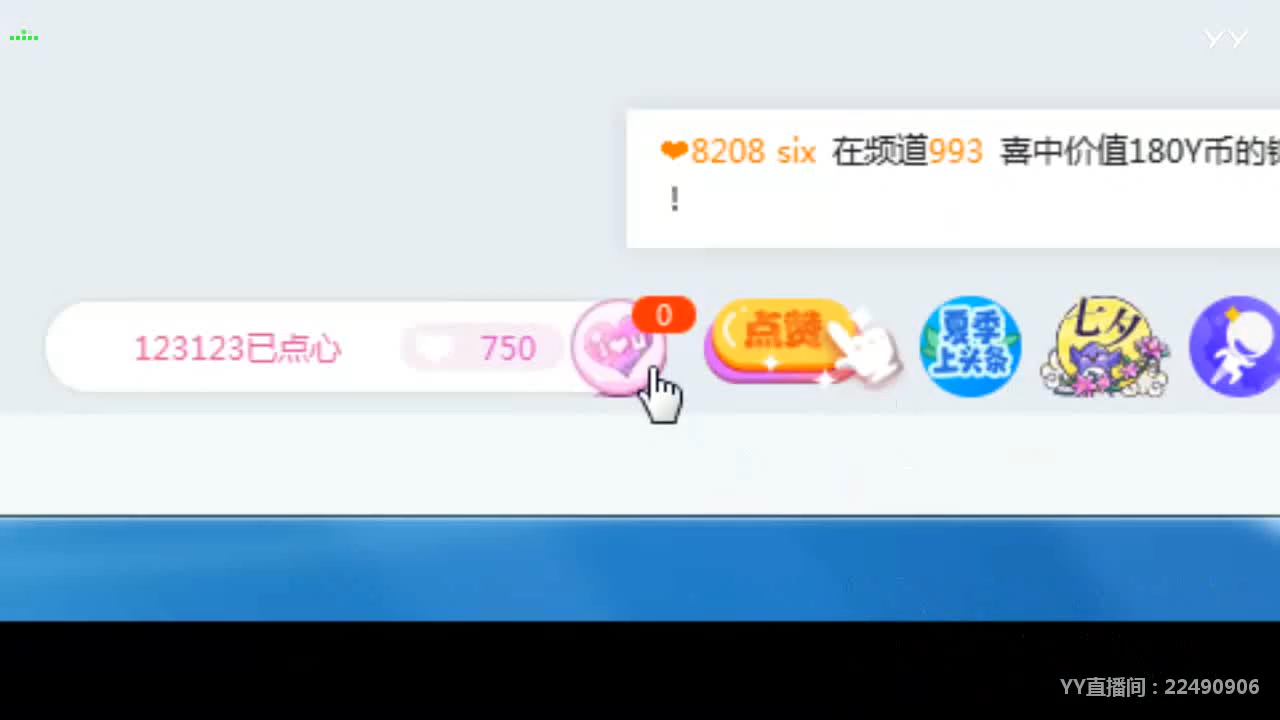 YY
❤8208 six 在频道993 喜中价值180Y币的
!
123123已点心 750
I ♥ U
0
点赞
夏季
上头条
七夕
YY直播间：22490906